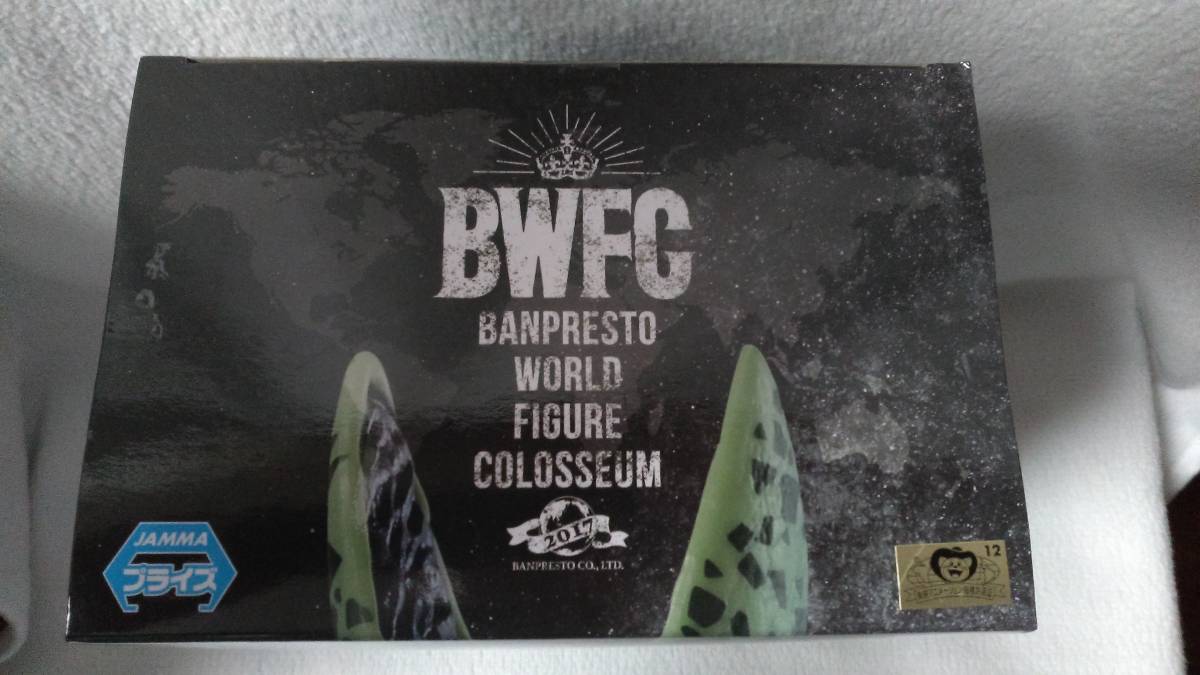 BWFC
BANPRESTO
WORLD
FIGURE
COLOSSEUM
2017
BANPRESTO CO., LTD.
JAMMA
プライズ
12